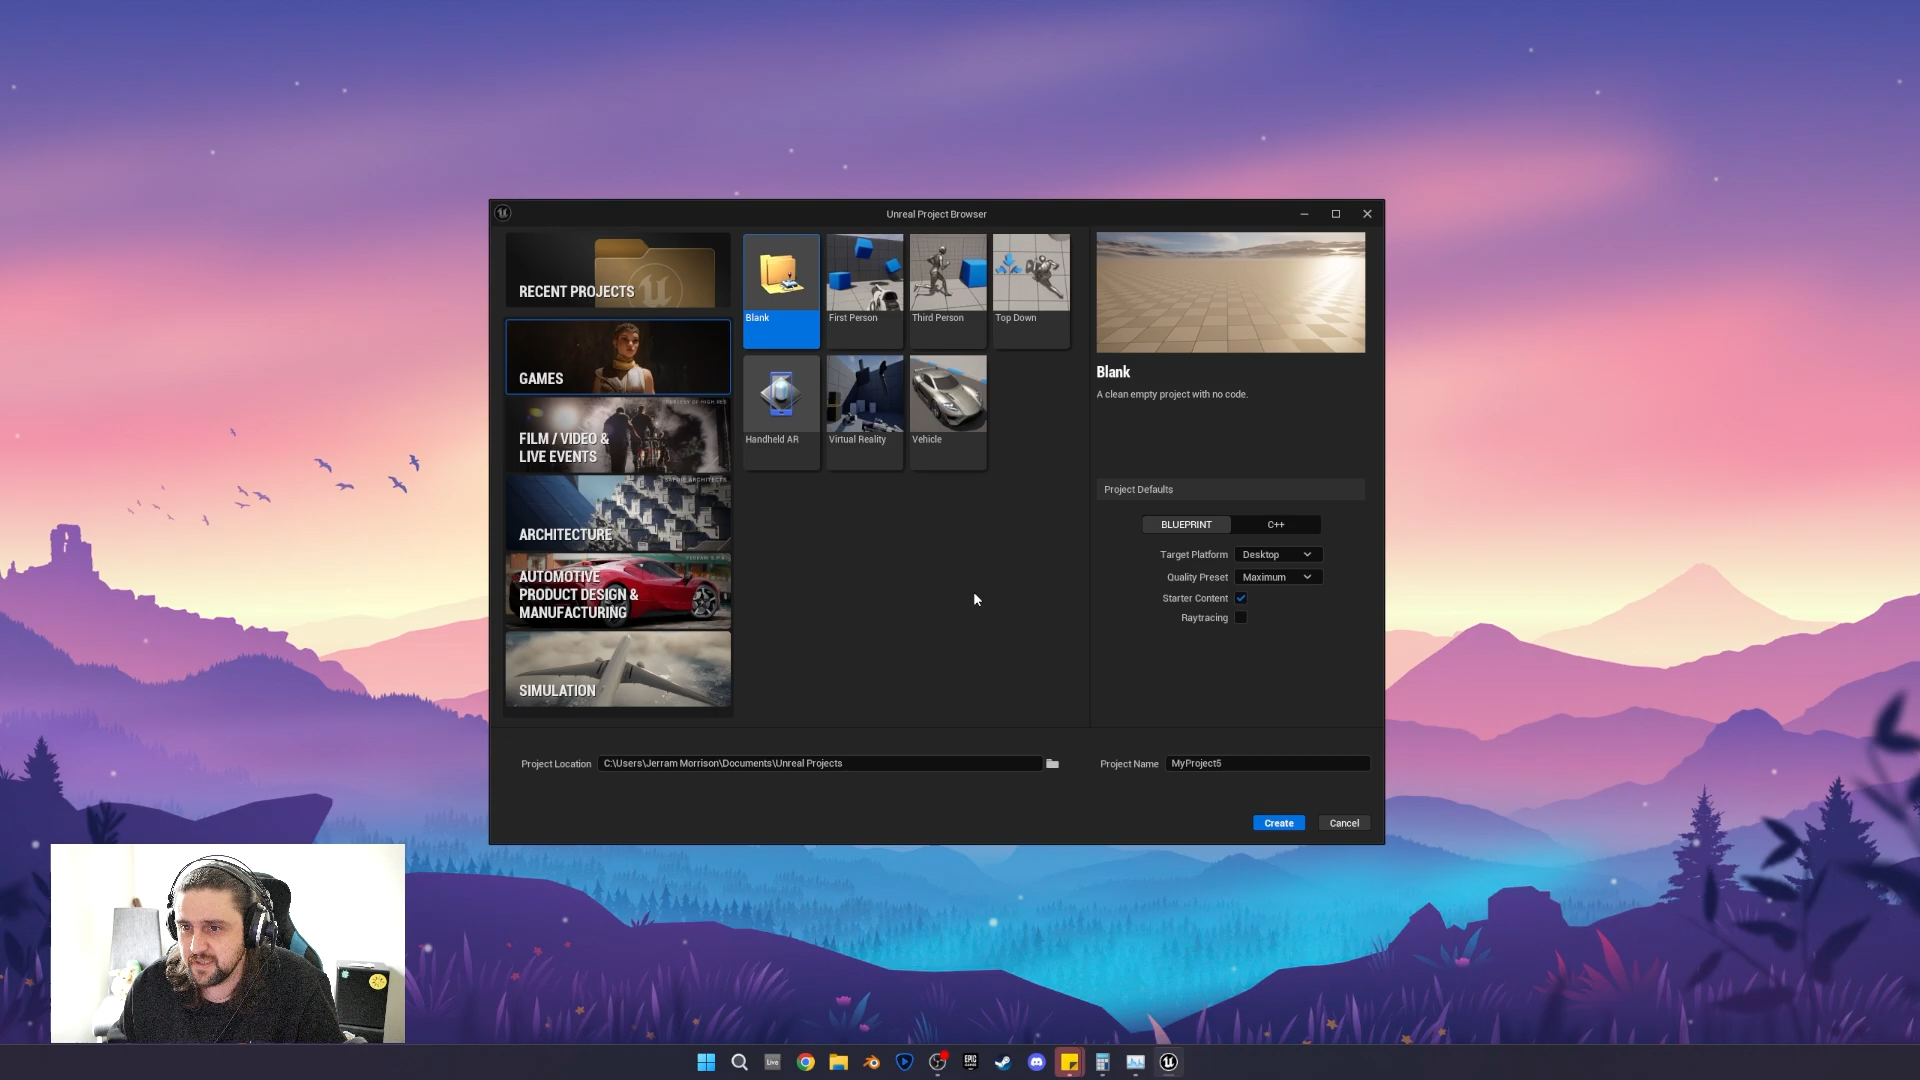 Unreal Project Browser
RECENT PROJECTS
GAMES
FILM / VIDEO &
LIVE EVENTS
ARCHITECTURE
AUTOMOTIVE
PRODUCT DESIGN &
MANUFACTURING
SIMULATION
Blank
First Person
Third Person
Top Down
Handheld AR
Virtual Reality
Vehicle
Blank
A clean empty project with no code.
Project Defaults
BLUEPRINT
C++
Target Platform
Desktop
Quality Preset
Maximum
Starter Content
Raytracing
Project Location
C:\Users\Jerram Morrison\Documents\Unreal Projects
Project Name
MyProject5
Create
Cancel
Live
EPIC
GAMES